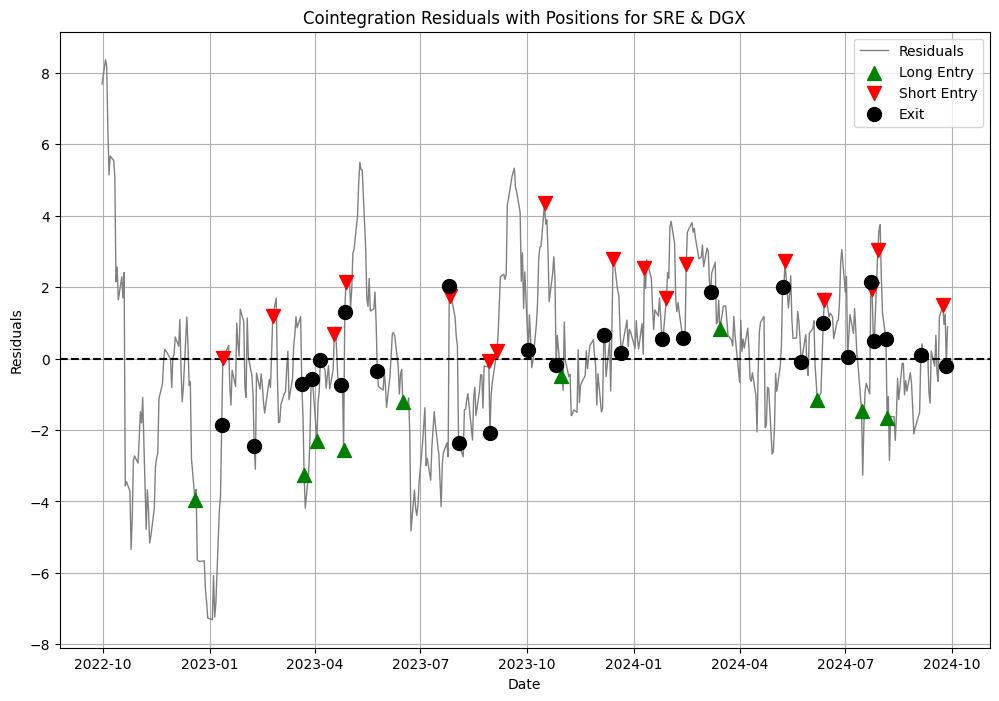 Cointegration Residuals with Positions for SRE & DGX
Residuals
Long Entry
Short Entry
Exit
Residuals
8
6
4
2
0
−2
−4
−6
−8
2022-10 2023-01 2023-04 2023-07 2023-10 2024-01 2024-04 2024-07 2024-10
Date